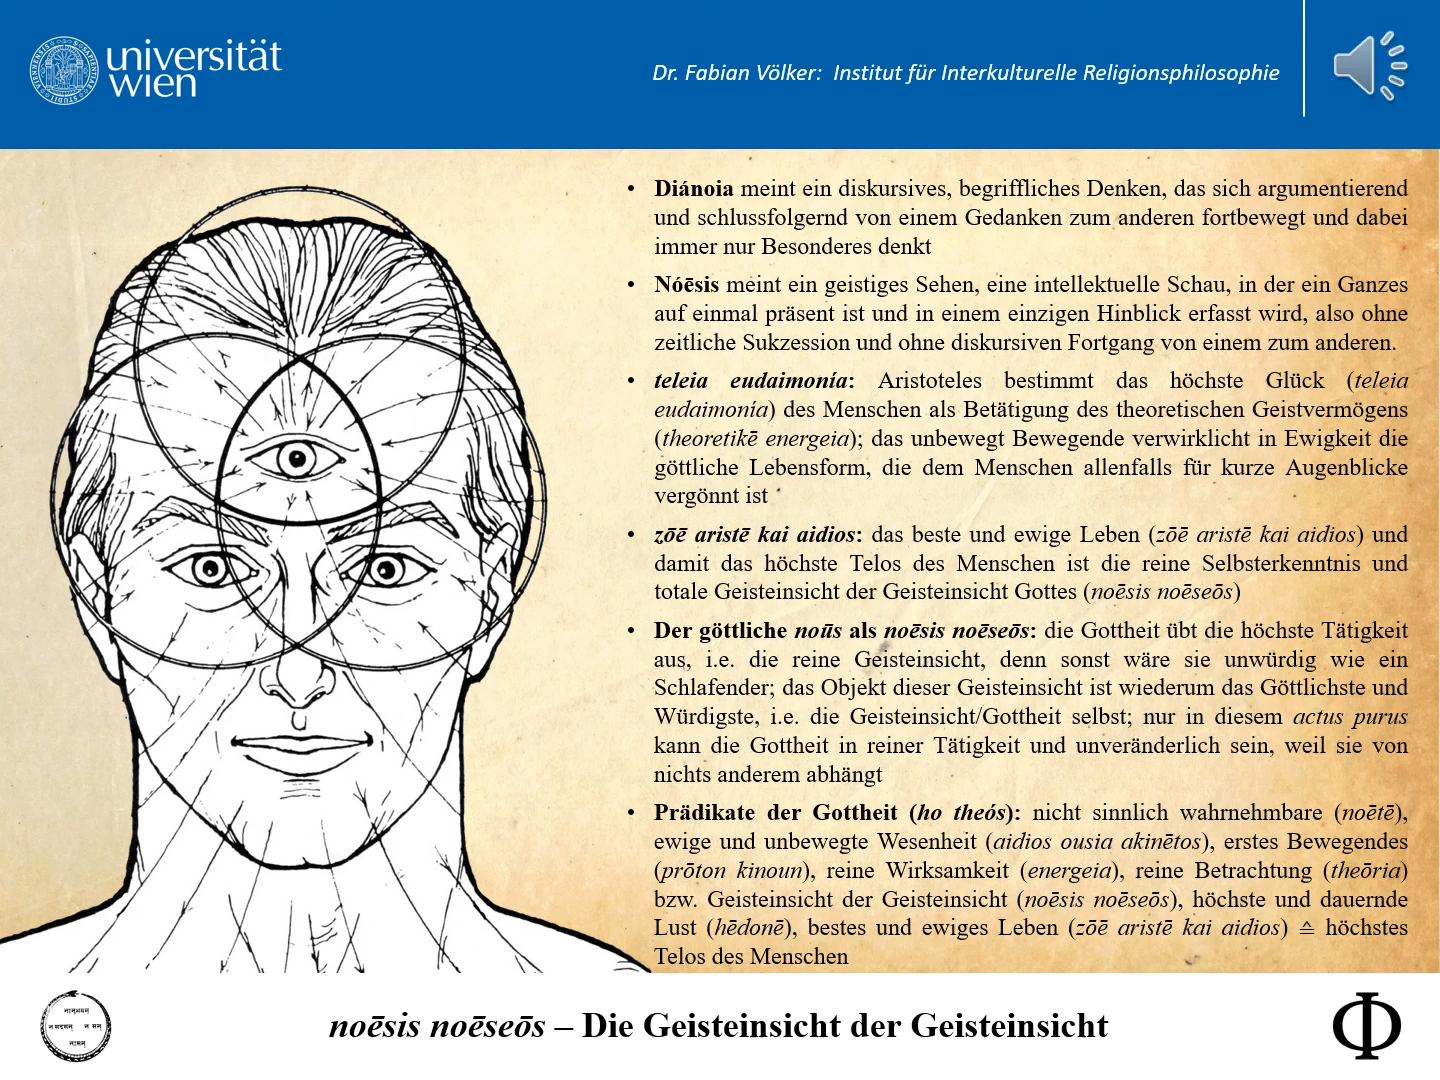 universität
wien
Dr. Fabian Völker: Institut für Interkulturelle Religionsphilosophie
• Diánoia meint ein diskursives, begriffliches Denken, das sich argumentierend
und schlussfolgernd von einem Gedanken zum anderen fortbewegt und dabei
immer nur Besonderes denkt
• Nóēsis meint ein geistiges Sehen, eine intellektuelle Schau, in der ein Ganzes
auf einmal präsent ist und in einem einzigen Hinblick erfasst wird, also ohne
zeitliche Sukzession und ohne diskursiven Fortgang von einem zum anderen.
• teleia eudaimonía: Aristoteles bestimmt das höchste Glück (teleia
eudaimonía) des Menschen als Betätigung des theoretischen Geistvermögens
(theoretikē energeia); das unbewegt Bewegende verwirklicht in Ewigkeit die
göttliche Lebensform, die dem Menschen allenfalls für kurze Augenblicke
vergönnt ist
• zōē aristē kai aidios: das beste und ewige Leben (zōē aristē kai aidios) und
damit das höchste Telos des Menschen ist die reine Selbsterkenntnis und
totale Geisteinsicht der Geisteinsicht Gottes (noēsis noēseōs)
• Der göttliche noūs als noēsis noēseōs: die Gottheit übt die höchste Tätigkeit
aus, i.e. die reine Geisteinsicht, denn sonst wäre sie unwürdig wie ein
Schlafender; das Objekt dieser Geisteinsicht ist wiederum das Göttlichste und
Würdigste, i.e. die Geisteinsicht/Gottheit selbst; nur in diesem actus purus
kann die Gottheit in reiner Tätigkeit und unveränderlich sein, weil sie von
nichts anderem abhängt
• Prädikate der Gottheit (ho theós): nicht sinnlich wahrnehmbare (noētē),
ewige und unbewegte Wesenheit (aidios ousia akinētos), erstes Bewegendes
(prōton kinoun), reine Wirksamkeit (energeia), reine Betrachtung (theōria)
bzw. Geisteinsicht der Geisteinsicht (noēsis noēseōs), höchste und dauernde
Lust (hēdonē), bestes und ewiges Leben (zōē aristē kai aidios) ≙ höchstes
Telos des Menschen
noēsis noēseōs – Die Geisteinsicht der Geisteinsicht
Φ